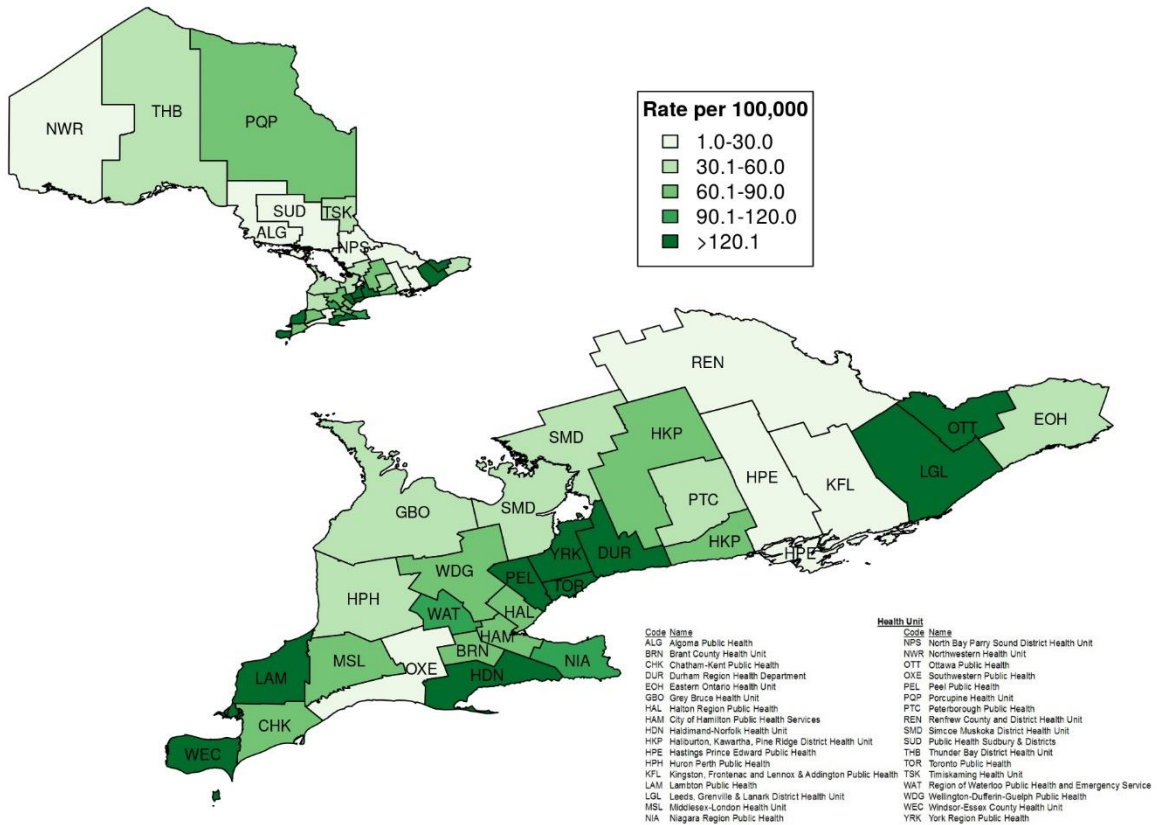 NWR
THB
PQP
SUD
TSK
ALG
NPS
Rate per 100,000
1.0-30.0
30.1-60.0
60.1-90.0
90.1-120.0
>120.1
REN
SMD
HKP
OTT
EOH
LGL
HPE
KFL
PTC
GBO
SMD
YRK
DUR
HKP
HPE
WDG
PEL
TOR
HPH
WAT
HAL
HAM
BRN
MSL
OXE
NIA
LAM
HDN
CHK
WEC
Health Unit
Code Name
ALG Algoma Public Health
BRN Brant County Health Unit
CHK Chatham-Kent Public Health
DUR Durham Region Health Department
EOH Eastern Ontario Health Unit
GBO Grey Bruce Health Unit
HAL Halton Region Public Health
HAM City of Hamilton Public Health Services
HDN Haldimand-Norfolk Health Unit
HKP Haliburton, Kawartha, Pine Ridge District Health Unit
HPE Hastings Prince Edward Public Health
HPH Huron Perth Public Health
KFL Kingston, Frontenac and Lennox & Addington Public Health
LAM Lambton Public Health
LGL Leeds, Grenville & Lanark District Health Unit
MSL Middlesex-London Health Unit
NIA Niagara Region Public Health
Code Name
NPS North Bay Parry Sound District Health Unit
NWR Northwestern Health Unit
OTT Ottawa Public Health
OXE Southwestern Public Health
PEL Peel Public Health
PQP Porcupine Health Unit
PTC Peterborough Public Health
REN Renfrew County and District Health Unit
SMD Simcoe Muskoka District Health Unit
SUD Public Health Sudbury & Districts
THB Thunder Bay District Health Unit
TOR Toronto Public Health
TSK Timiskaming Health Unit
WAT Region of Waterloo Public Health and Emergency Service
WDG Wellington-Dufferin-Guelph Public Health
WEC Windsor-Essex County Health Unit
YRK York Region Public Health